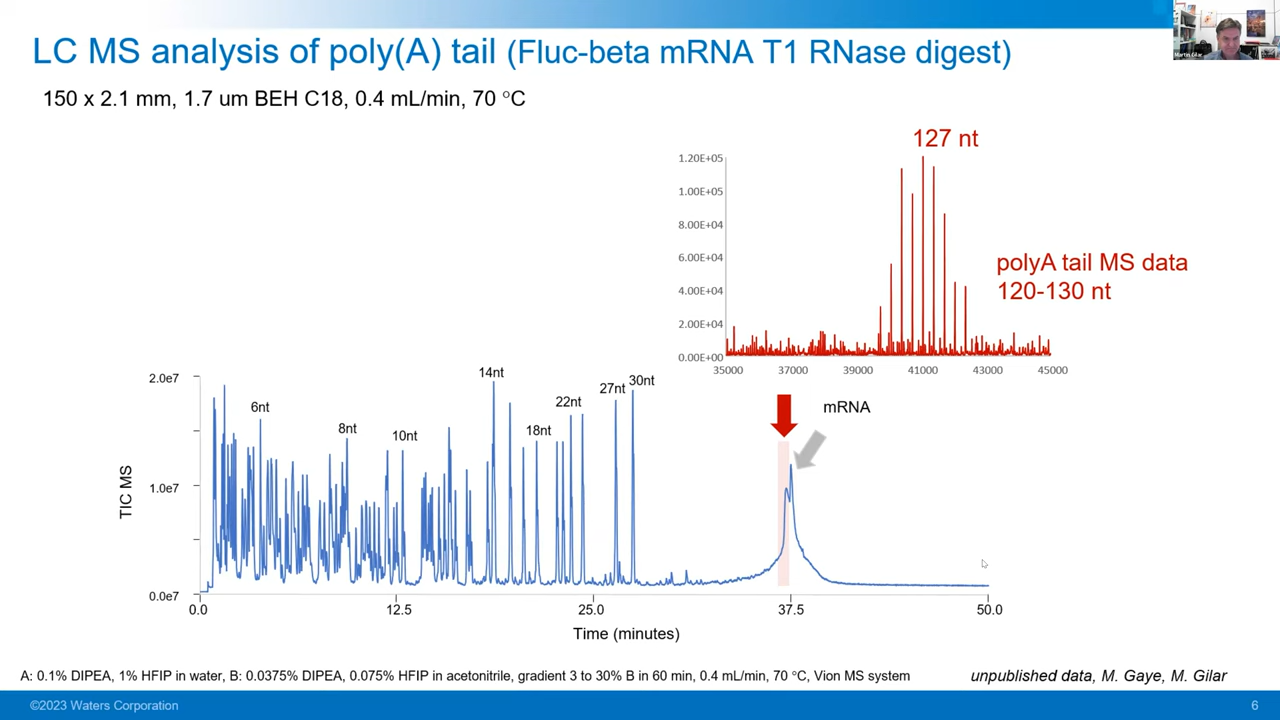 LC MS analysis of poly(A) tail (Fluc-beta mRNA T1 RNase digest)
Martin Gilar
150 x 2.1 mm, 1.7 um BEH C18, 0.4 mL/min, 70 °C
127 nt
1.20E+05
1.00E+05
8.00E+04
6.00E+04
4.00E+04
2.00E+04
0.00E+00
35000 37000 39000 41000 43000 45000
polyA tail MS data
120-130 nt
2.0e7
1.0e7
0.0e7
TIC MS
6nt
8nt
10nt
14nt
18nt
22nt
27nt
30nt
mRNA
0.0 12.5 25.0 37.5 50.0
Time (minutes)
A: 0.1% DIPEA, 1% HFIP in water, B: 0.0375% DIPEA, 0.075% HFIP in acetonitrile, gradient 3 to 30% B in 60 min, 0.4 mL/min, 70 °C, Vion MS system
unpublished data, M. Gaye, M. Gilar
©2023 Waters Corporation
6